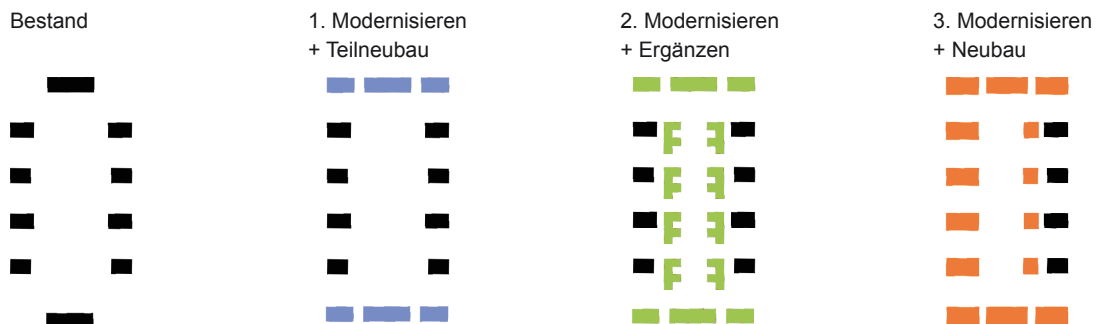 Bestand
1. Modernisieren
+ Teilneubau
2. Modernisieren
+ Ergänzen
3. Modernisieren
+ Neubau